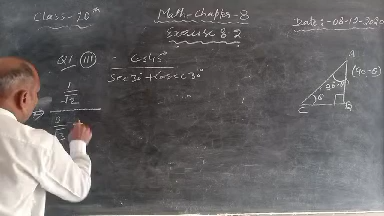 Class-10th
Math-Chapter-8
Exercise 8.2
Date:-08-12-2020
Q.1 (iii) - Cos45°
Sec30° + Cosec30°
1
√2
A
(90-θ)
θ
C
B